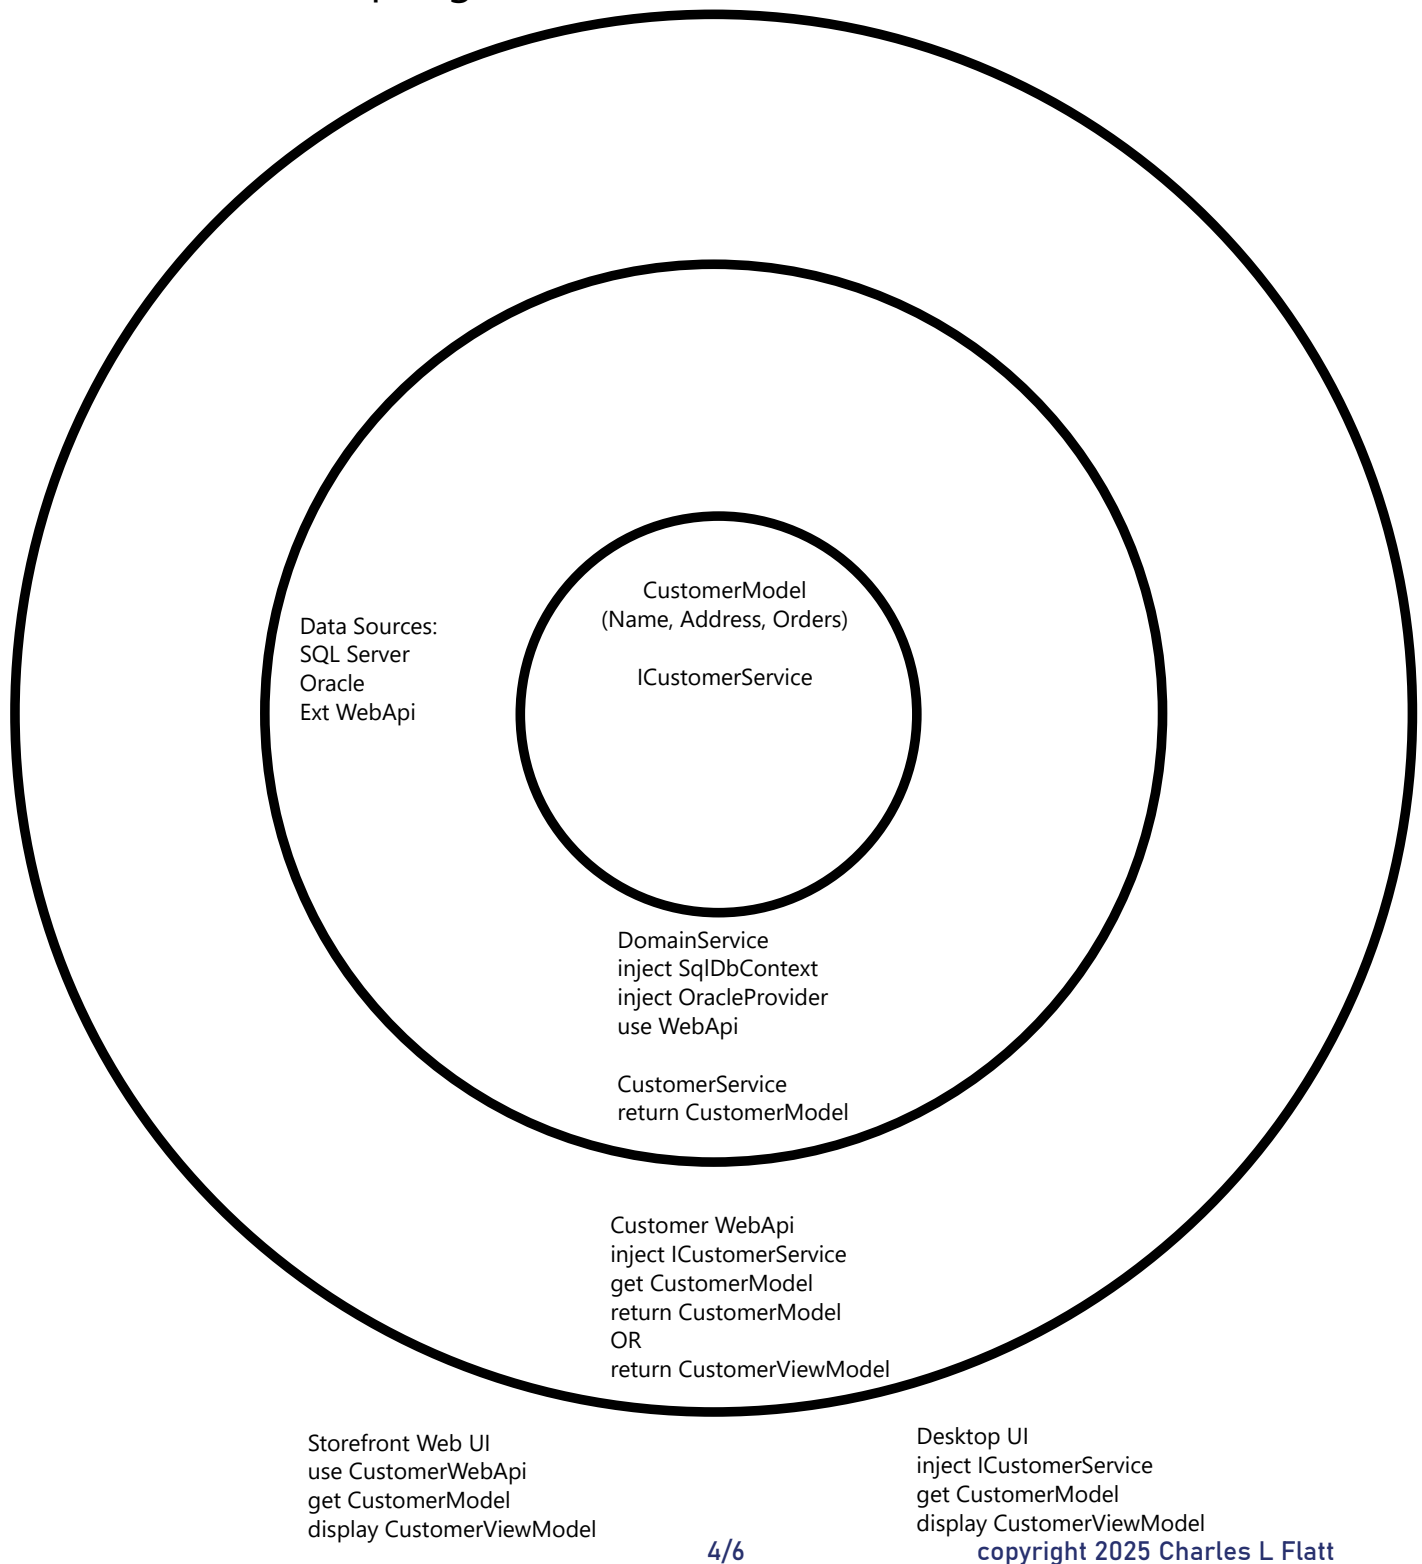 CustomerModel
(Name, Address, Orders)
ICustomerService
Data Sources:
SQL Server
Oracle
Ext WebApi
DomainService
inject SqlDbContext
inject OracleProvider
use WebApi
CustomerService
return CustomerModel
Customer WebApi
inject ICustomerService
get CustomerModel
return CustomerModel
OR
return CustomerViewModel
Storefront Web UI
use CustomerWebApi
get CustomerModel
display CustomerViewModel
Desktop UI
inject ICustomerService
get CustomerModel
display CustomerViewModel
4/6
copyright 2025 Charles L Flatt